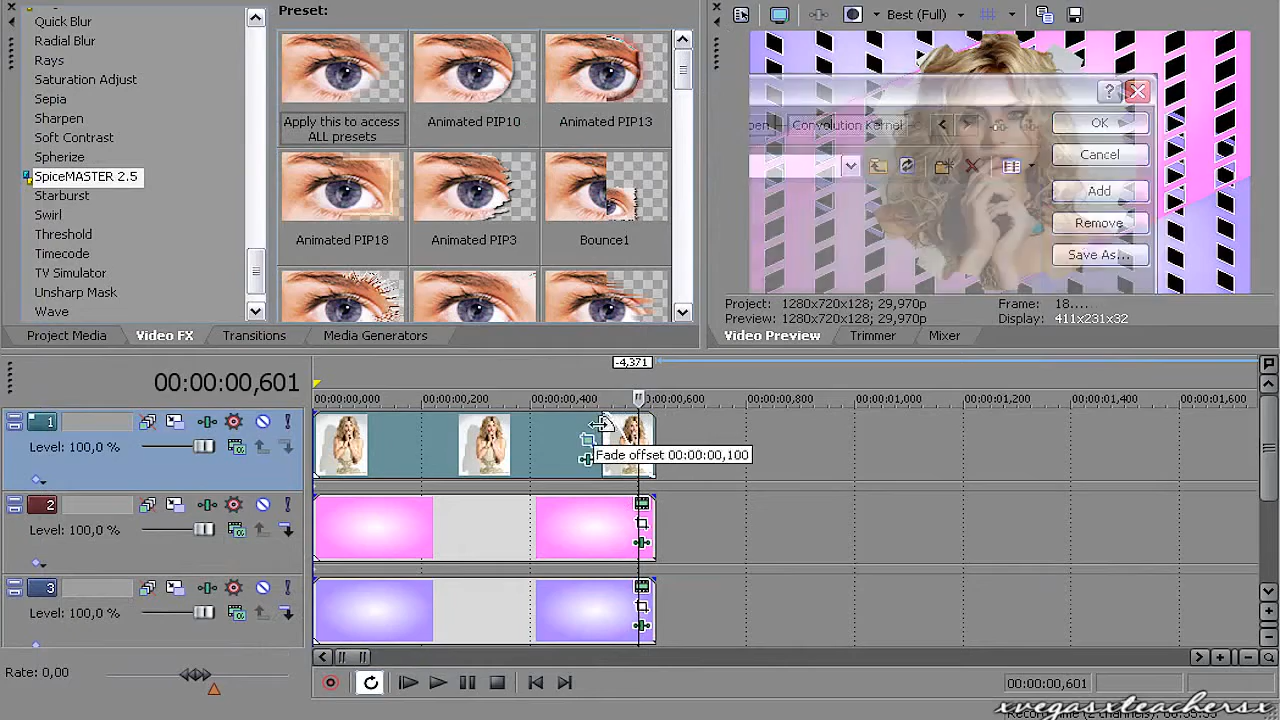 Quick Blur
Radial Blur
Rays
Saturation Adjust
Sepia
Sharpen
Soft Contrast
Spherize
SpiceMASTER 2.5
Starburst
Swirl
Threshold
Timecode
TV Simulator
Unsharp Mask
Wave
Preset:
Apply this to access
ALL presets
Animated PIP10
Animated PIP13
Animated PIP18
Animated PIP3
Bounce1
Project Media
Video FX
Transitions
Media Generators
Best (Full)
Convolution Kernel
OK
Cancel
Add
Remove
Save As...
Project: 1280x720x128; 29,970p
Frame: 18....
Preview: 1280x720x128; 29,970p
Display: 411x231x32
Video Preview
Trimmer
Mixer
00:00:00,601
-4,371
00:00:00,000
00:00:00,200
00:00:00,400
00:00:00,600
00:00:00,800
00:00:01,000
00:00:01,200
00:00:01,400
00:00:01,600
1
Level: 100,0 %
Fade offset 00:00:00,100
2
Level: 100,0 %
3
Level: 100,0 %
Rate: 0,00
00:00:00,601
xvegasxteachersx